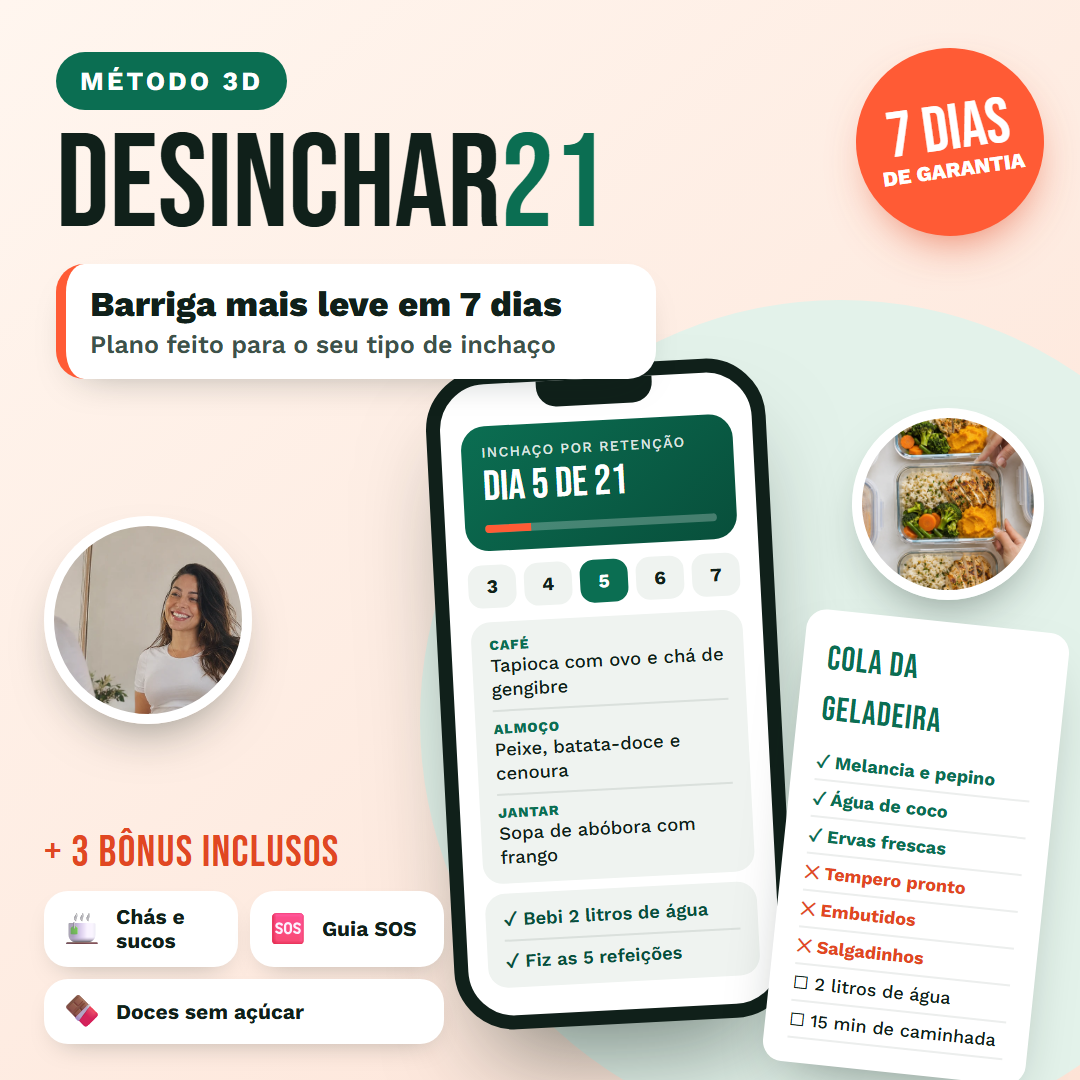 MÉTODO 3D
DESINCHAR21
7 DIAS
DE GARANTIA
Barriga mais leve em 7 dias
Plano feito para o seu tipo de inchaço
INCHAÇO POR RETENÇÃO
DIA 5 DE 21
3 4 5 6 7
CAFÉ
Tapioca com ovo e chá de
gengibre
ALMOÇO
Peixe, batata-doce e
cenoura
JANTAR
Sopa de abóbora com
frango
✓ Bebi 2 litros de água
✓ Fiz as 5 refeições
COLA DA
GELADEIRA
✓ Melancia e pepino
✓ Água de coco
✓ Ervas frescas
✕ Tempero pronto
✕ Embutidos
✕ Salgadinhos
☐ 2 litros de água
☐ 15 min de caminhada
+ 3 BÔNUS INCLUSOS
Chás e
sucos
SOS
Guia SOS
Doces sem açúcar